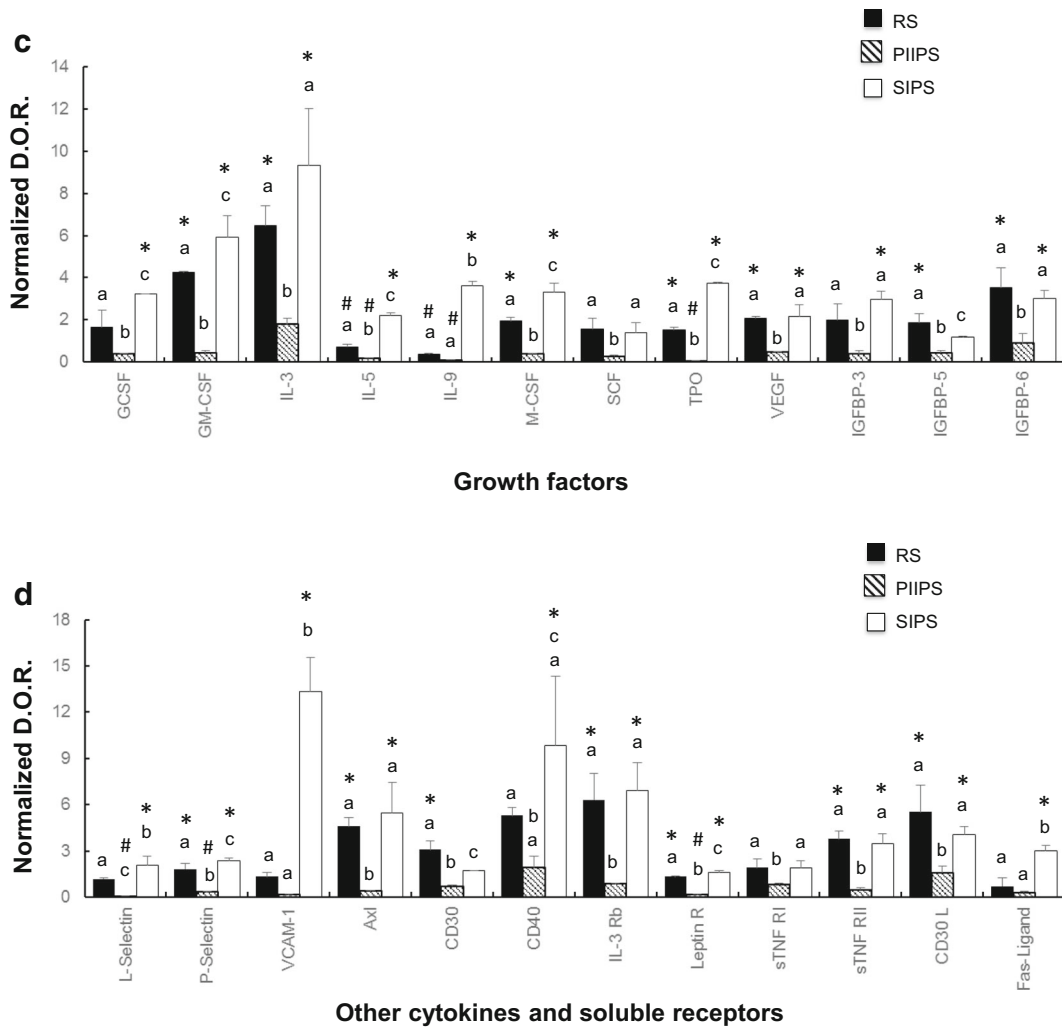 c
RS
PIIPS
SIPS
Normalized D.O.R.
14
12
10
8
6
4
2
0
a b * c
* a b * c
* a b * a
# a # b * c
# a # a * b
* a b * c
a b a
* a # b * c
* a b * a
a b * a
* a b c
* a b * a
GCSF
GM-CSF
IL-3
IL-5
IL-9
M-CSF
SCF
TPO
VEGF
IGFBP-3
IGFBP-5
IGFBP-6
Growth factors
d
RS
PIIPS
SIPS
Normalized D.O.R.
18
15
12
9
6
3
0
a # c * b
* a # b * c
a a * b
* a b * a
* a b c
a b a * c a
* a b * a
* a # b * c
a b a
* a b * a
* a b * a
a a * b
L-Selectin
P-Selectin
VCAM-1
Axl
CD30
CD40
IL-3 Rb
Leptin R
sTNF RI
sTNF RII
CD30 L
Fas-Ligand
Other cytokines and soluble receptors